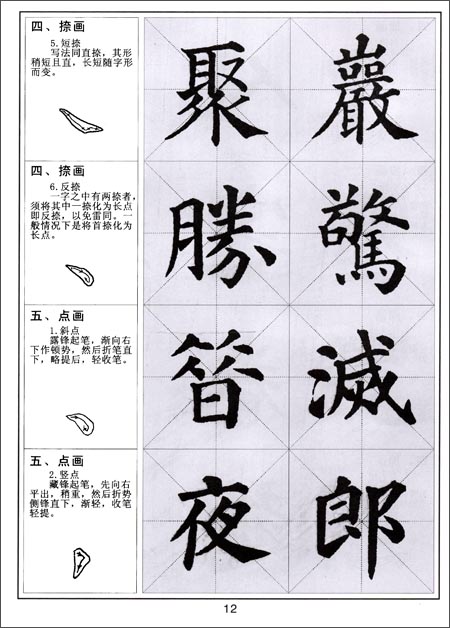 四、捺画
5.短捺
写法同直捺，其形
稍短且直，长短随字形
而变。
聚 巖
四、捺画
6.反捺
一字之中有两捺者，
须将其中一捺化为长点
即反捺，以免雷同。一
般情况下是将首捺化为
长点。
勝 驚
五、点画
1.斜点
露锋起笔，渐向右
下作顿势，然后折笔直
下，略提后，轻收笔。
昝 滅
五、点画
2.竖点
藏锋起笔，先向右
平出，稍重，然后折势
侧锋直下，渐轻，收笔
轻提。
夜 郎
12